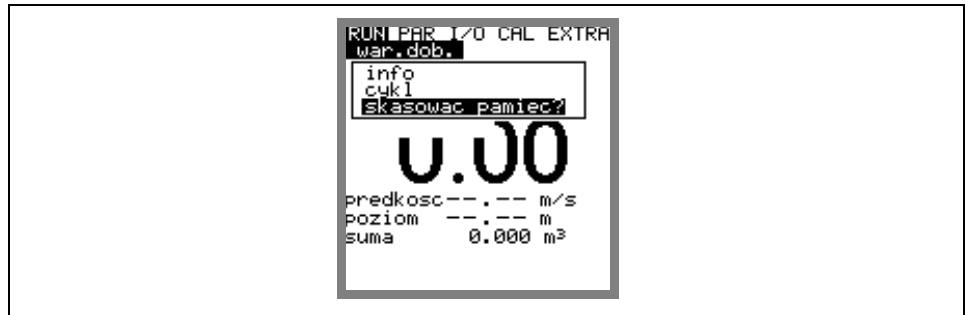 RUN PAR I/O CAL EXTRA
war.dob.
info
cykl
skasowac pamiec?
0.00
predkosc--.-- m/s
poziom --.-- m
suma 0.000 m³